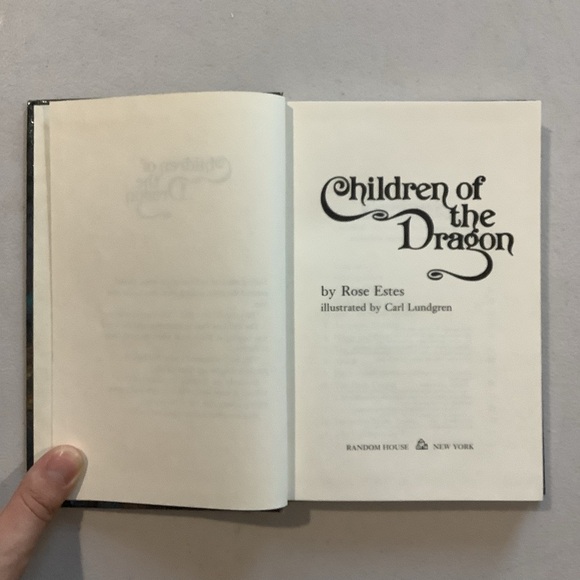 Children of
the
Dragon
by Rose Estes
illustrated by Carl Lundgren
RANDOM HOUSE NEW YORK